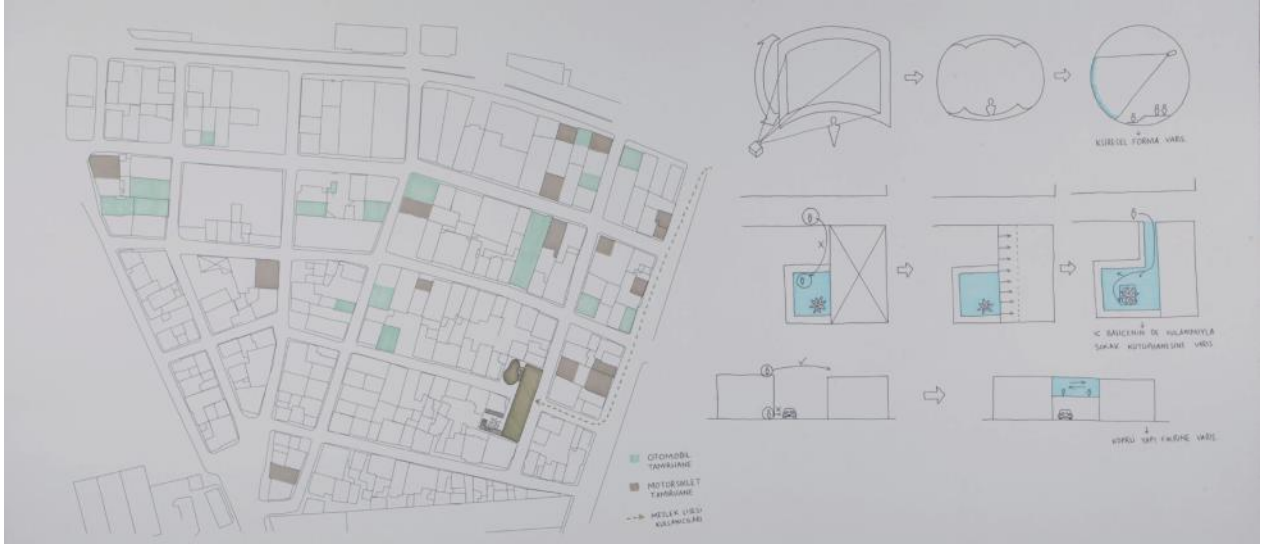 KÜRESEL FORMA VARIŞ
İÇ BAHÇENİN DE KULLANIMIYLA
SOKAK KÜTÜPHANESİNE VARIŞ
KÖPRÜ YAPI FİKRİNE VARIŞ
OTOMOBİL
TAMİRHANE
MOTORSİKLET
TAMİRHANE
MESLEK LİSESİ
KULLANICILARI